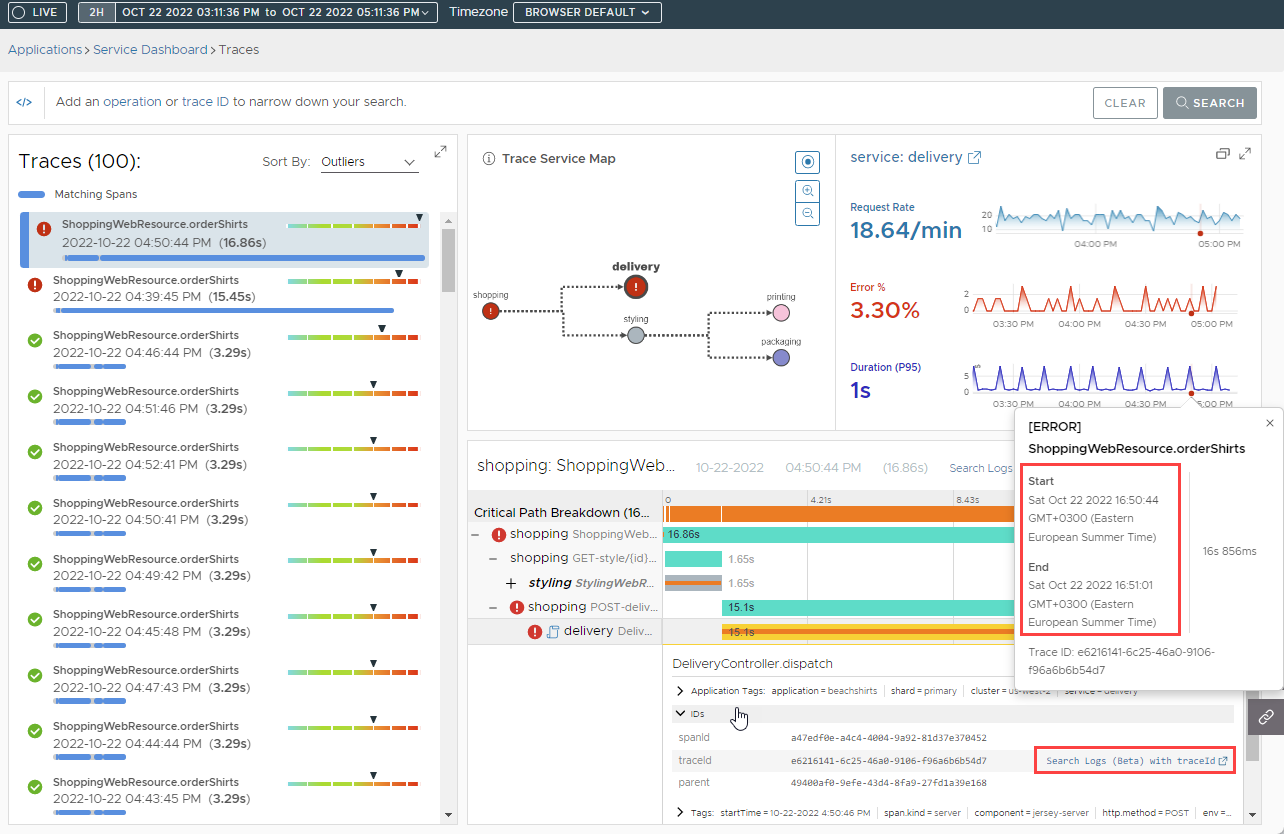 LIVE 2H OCT 22 2022 03:11:36 PM to OCT 22 2022 05:11:36 PM Timezone BROWSER DEFAULT
Applications > Service Dashboard > Traces
</> Add an operation or trace ID to narrow down your search. CLEAR SEARCH
Traces (100): Sort By: Outliers
Matching Spans
ShoppingWebResource.orderShirts
2022-10-22 04:50:44 PM (16.86s)
ShoppingWebResource.orderShirts
2022-10-22 04:39:45 PM (15.45s)
ShoppingWebResource.orderShirts
2022-10-22 04:46:44 PM (3.29s)
ShoppingWebResource.orderShirts
2022-10-22 04:51:46 PM (3.29s)
ShoppingWebResource.orderShirts
2022-10-22 04:52:41 PM (3.29s)
ShoppingWebResource.orderShirts
2022-10-22 04:50:41 PM (3.29s)
ShoppingWebResource.orderShirts
2022-10-22 04:49:42 PM (3.29s)
ShoppingWebResource.orderShirts
2022-10-22 04:45:48 PM (3.29s)
ShoppingWebResource.orderShirts
2022-10-22 04:47:43 PM (3.29s)
ShoppingWebResource.orderShirts
2022-10-22 04:44:44 PM (3.29s)
ShoppingWebResource.orderShirts
2022-10-22 04:43:45 PM (3.29s)
Trace Service Map
delivery
shopping
styling
printing
packaging
service: delivery
Request Rate
18.64/min
20
10
04:00 PM 05:00 PM
Error %
3.30%
2
0
03:30 PM 04:00 PM 04:30 PM 05:00 PM
Duration (P95)
1s
5
0
03:30 PM 04:00 PM 04:30 PM 5:00 PM
shopping: ShoppingWeb... 10-22-2022 04:50:44 PM (16.86s) Search Logs
0 4.21s 8.43s
Critical Path Breakdown (16...
shopping ShoppingWeb... 16.86s
shopping GET-style/{id}... 1.65s
styling StylingWebR... 1.65s
shopping POST-deliv... 15.1s
delivery Deliv... 15.1s
DeliveryController.dispatch
Application Tags: application = beachshirts shard = primary cluster = us-west-2 service = delivery
IDs
spanId a47edf0e-a4c4-4004-9a92-81d37e370452
traceId e6216141-6c25-46a0-9106-f96a6b6b54d7 Search Logs (Beta) with traceId
parent 49400af0-9efe-43d4-8fa9-27fd1a39e168
Tags: startTime = 10-22-2022 4:50:46 PM span.kind = server component = jersey-server http.method = POST env =...
[ERROR]
ShoppingWebResource.orderShirts
Start
Sat Oct 22 2022 16:50:44
GMT+0300 (Eastern
European Summer Time)
16s 856ms
End
Sat Oct 22 2022 16:51:01
GMT+0300 (Eastern
European Summer Time)
Trace ID: e6216141-6c25-46a0-9106-
f96a6b6b54d7